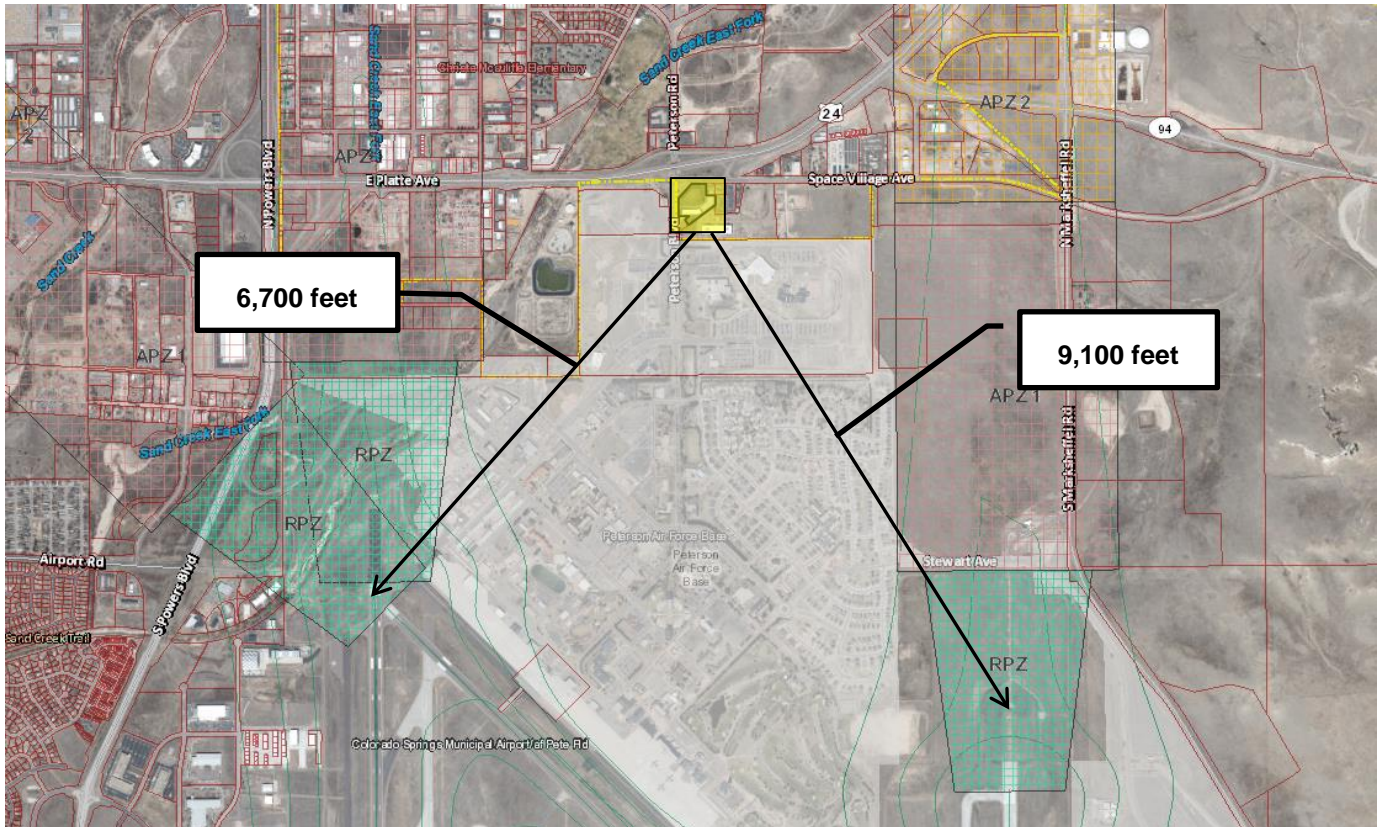 Sand Creek East Fork
Christa Mcauliffe Elementary
Sand Creek East Fork
Peterson Rd
APZ
2
24
APZ 2
94
N Powers Blvd
APZ
E Platte Ave
Space Village Ave
N Marksheffel Rd
Sand Creek
Peterson Rd
6,700 feet
9,100 feet
APZ 1
APZ 1
S Marksheffel Rd
Sand Creek East Fork
RPZ
RPZ
Peterson Air Force Base
Peterson
Air Force
Base
Airport Rd
Stewart Ave
S Powers Blvd
Sand Creek Trail
RPZ
Colorado Springs Municipal Airport/af Pete Fld